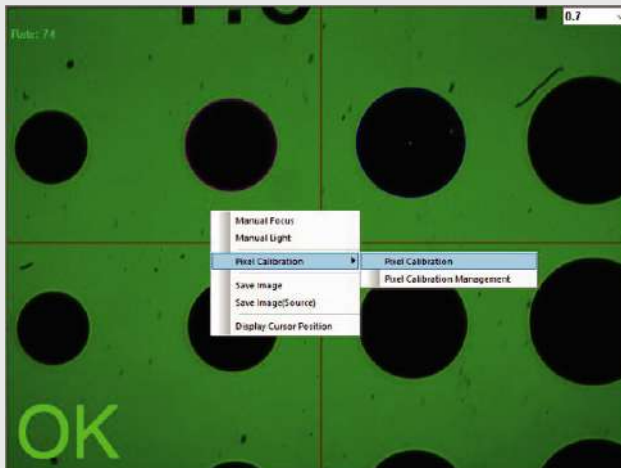 0.7
Rate: 74
Manual Focus
Manual Light
Pixel Calibration
Pixel Calibration
Pixel Calibration Management
Save Image
Save Image(Source)
Display Cursor Position
OK